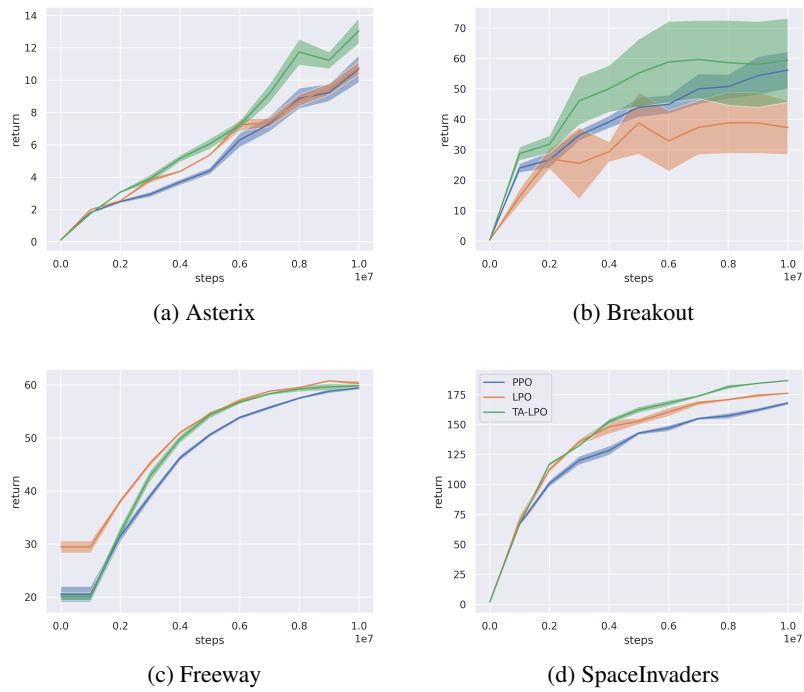 14
12
10
8
6
4
2
0
return
0.0 0.2 0.4 0.6 0.8 1.0
steps
1e7
(a) Asterix
70
60
50
40
30
20
10
0
return
0.0 0.2 0.4 0.6 0.8 1.0
steps
1e7
(b) Breakout
60
50
40
30
20
return
0.0 0.2 0.4 0.6 0.8 1.0
steps
1e7
(c) Freeway
PPO
LPO
TA-LPO
175
150
125
100
75
50
25
0
return
0.0 0.2 0.4 0.6 0.8 1.0
steps
1e7
(d) SpaceInvaders